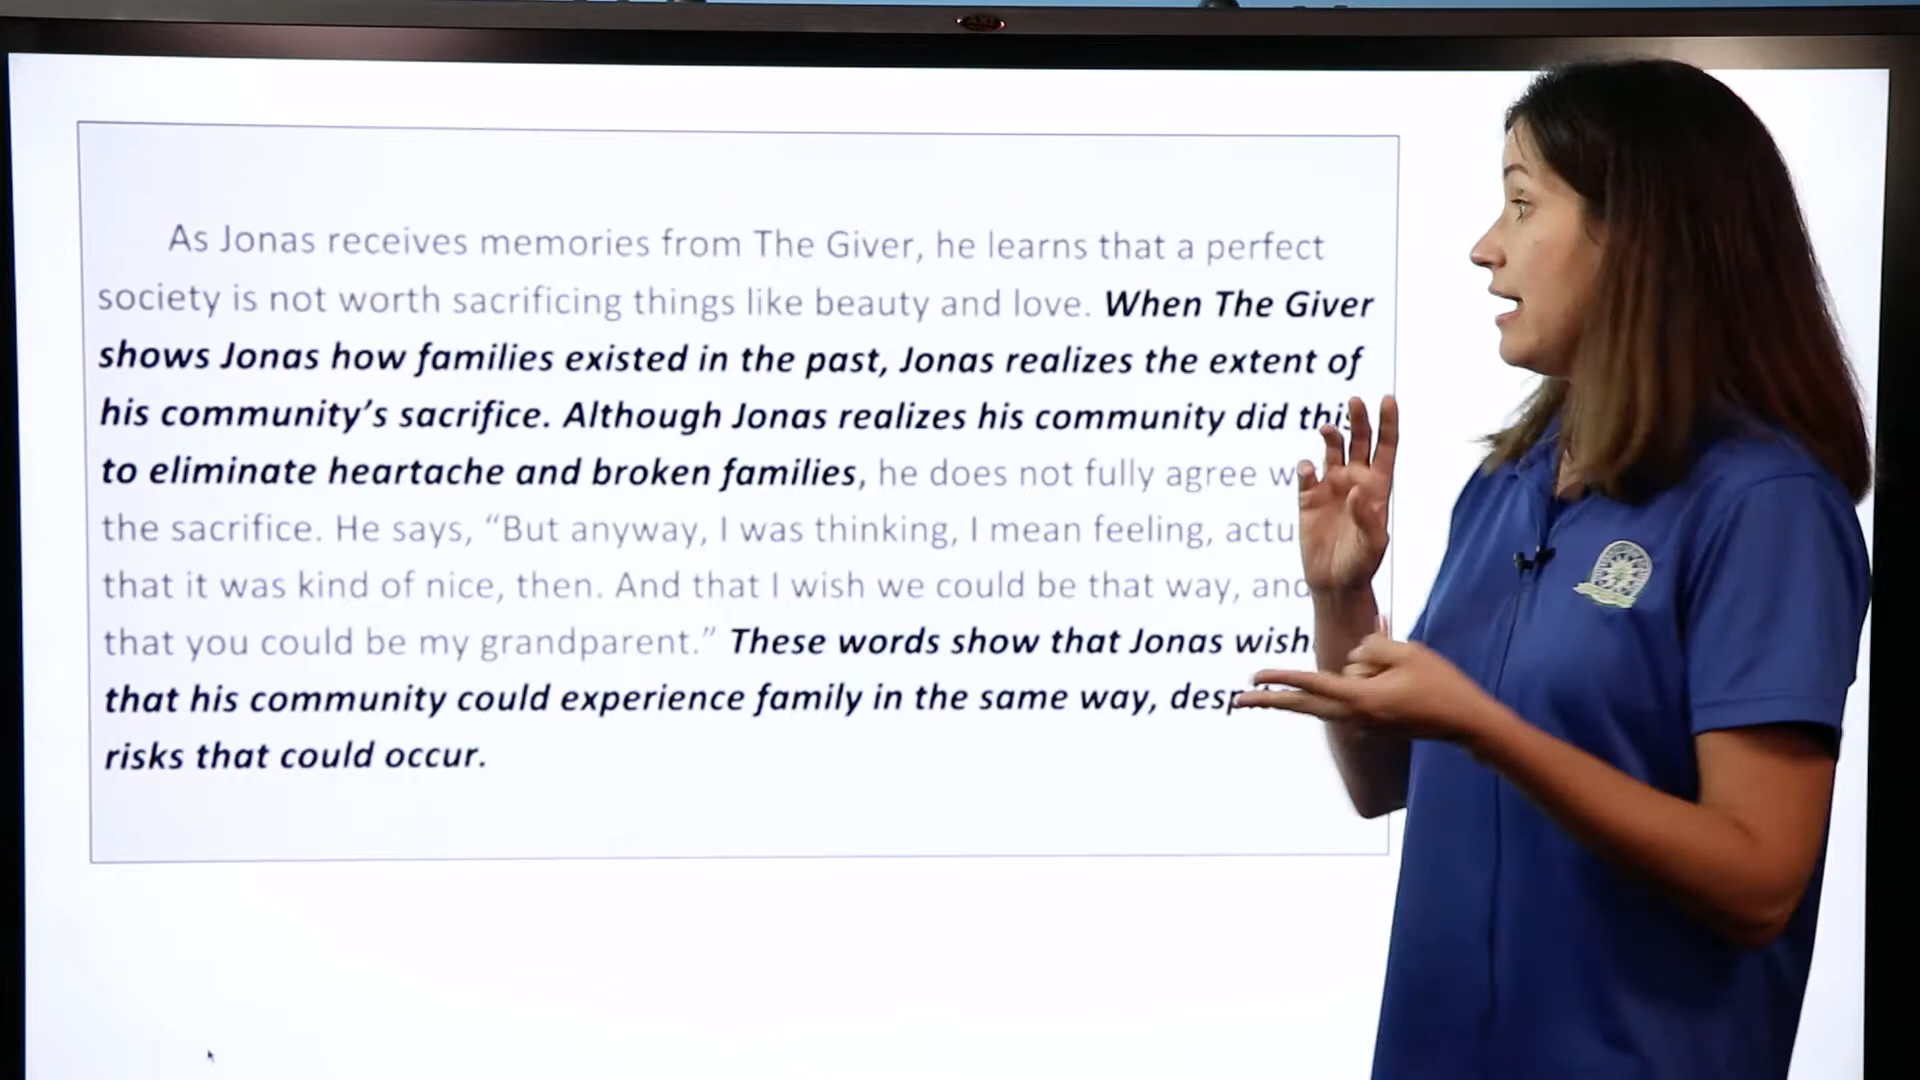 As Jonas receives memories from The Giver, he learns that a perfect
society is not worth sacrificing things like beauty and love. When The Giver
shows Jonas how families existed in the past, Jonas realizes the extent of
his community's sacrifice. Although Jonas realizes his community did this
to eliminate heartache and broken families, he does not fully agree
the sacrifice. He says, “But anyway, I was thinking, I mean feeling,
that it was kind of nice, then. And that I wish we could be that way, and
that you could be my grandparent.” These words show that Jonas
that his community could experience family in the same way,
risks that could occur.